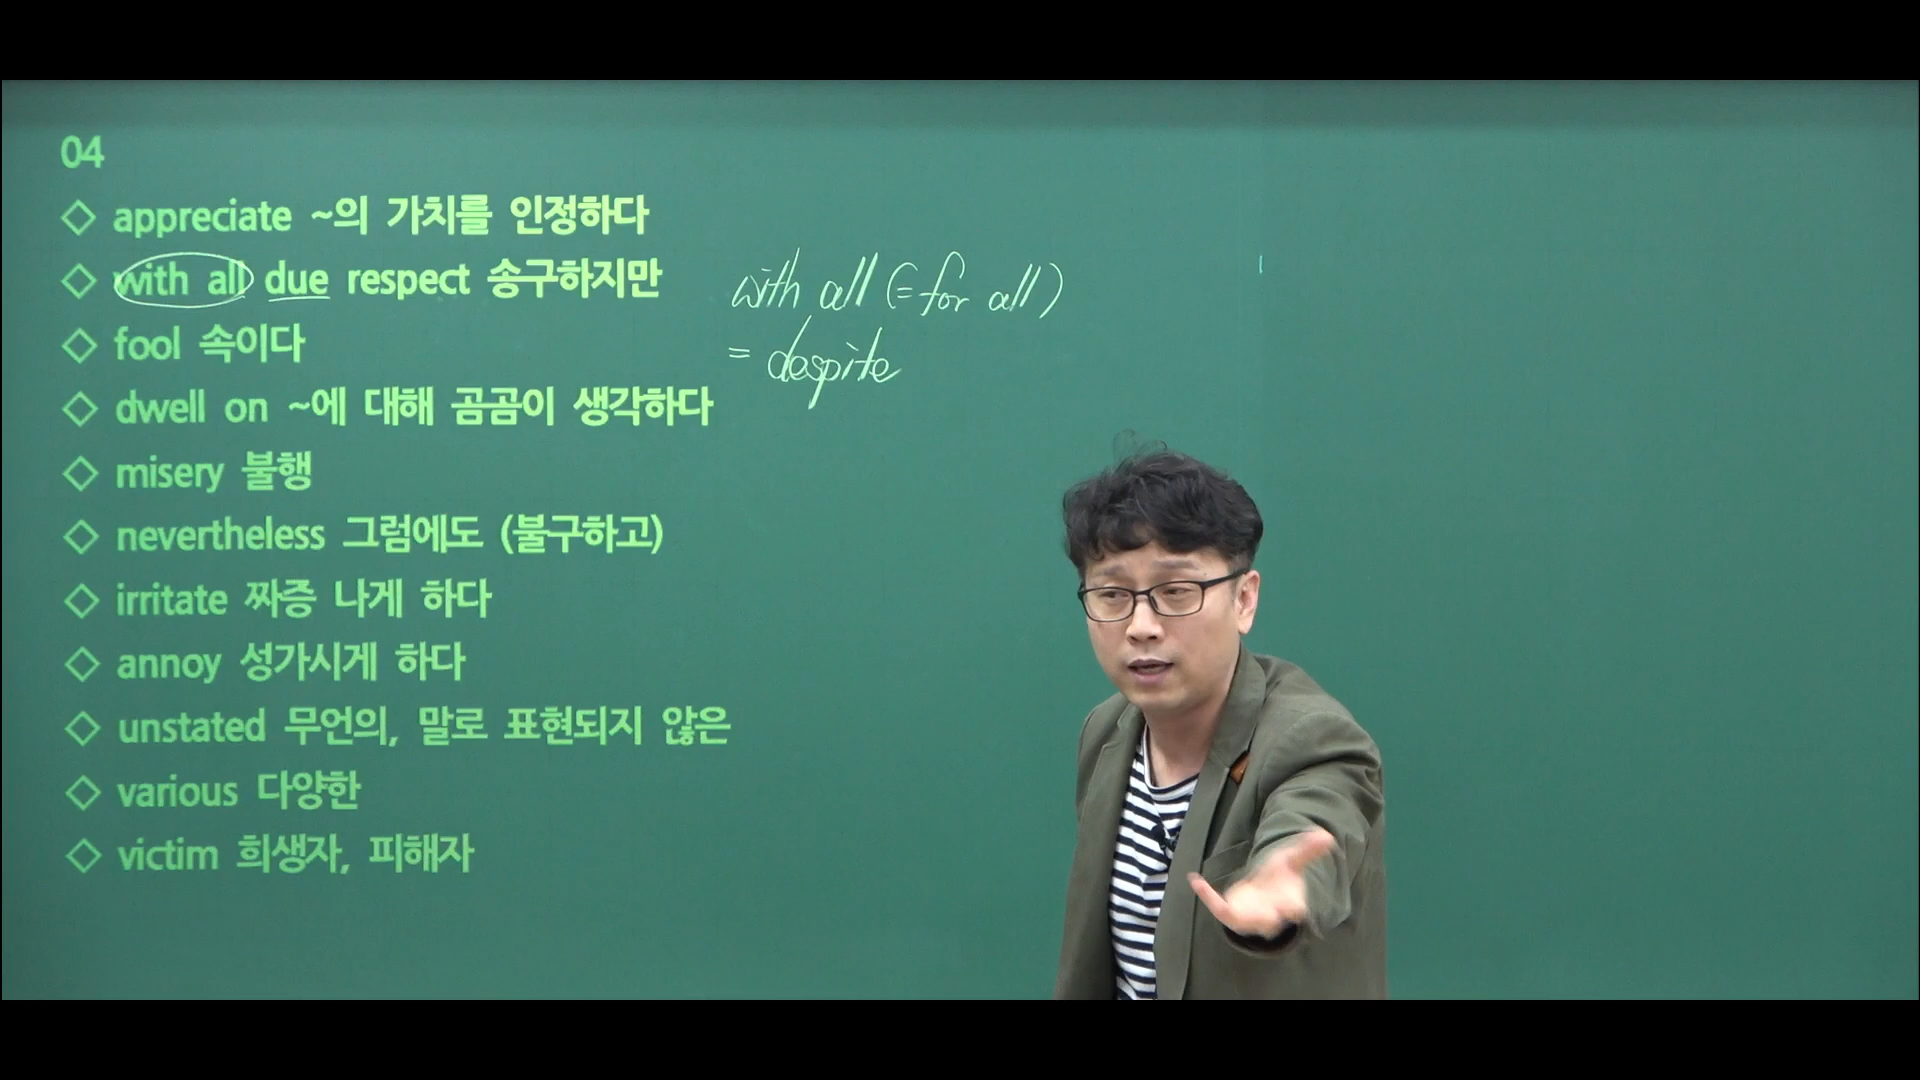 04
◇ appreciate ~의 가치를 인정하다
◇ with all due respect 송구하지만
with all (= for all)
= despite
◇ fool 속이다
◇ dwell on ~에 대해 곰곰이 생각하다
◇ misery 불행
◇ nevertheless 그럼에도 (불구하고)
◇ irritate 짜증 나게 하다
◇ annoy 성가시게 하다
◇ unstated 무언의, 말로 표현되지 않은
◇ various 다양한
◇ victim 희생자, 피해자